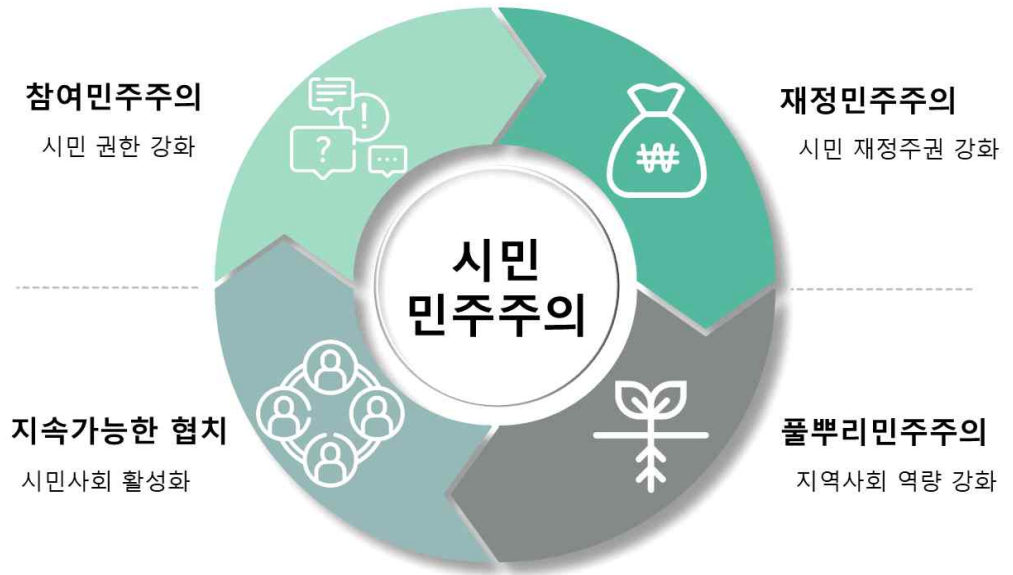 참여민주주의
시민 권한 강화
재정민주주의
시민 재정주권 강화
시민
민주주의
지속가능한 협치
시민사회 활성화
풀뿌리민주주의
지역사회 역량 강화